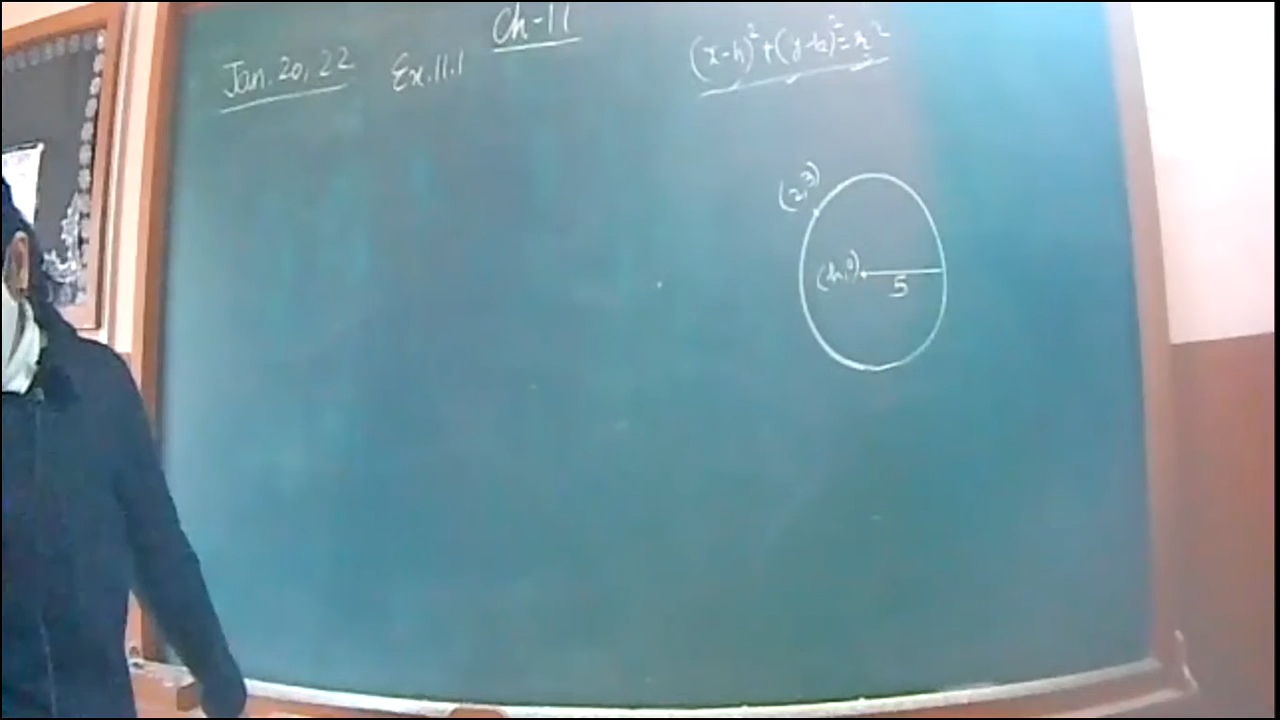 Ch-11
Jan. 20, 22 Ex.11.1
(x-h)²+(y-k)²=r²
(2,3)
(h,0)
5